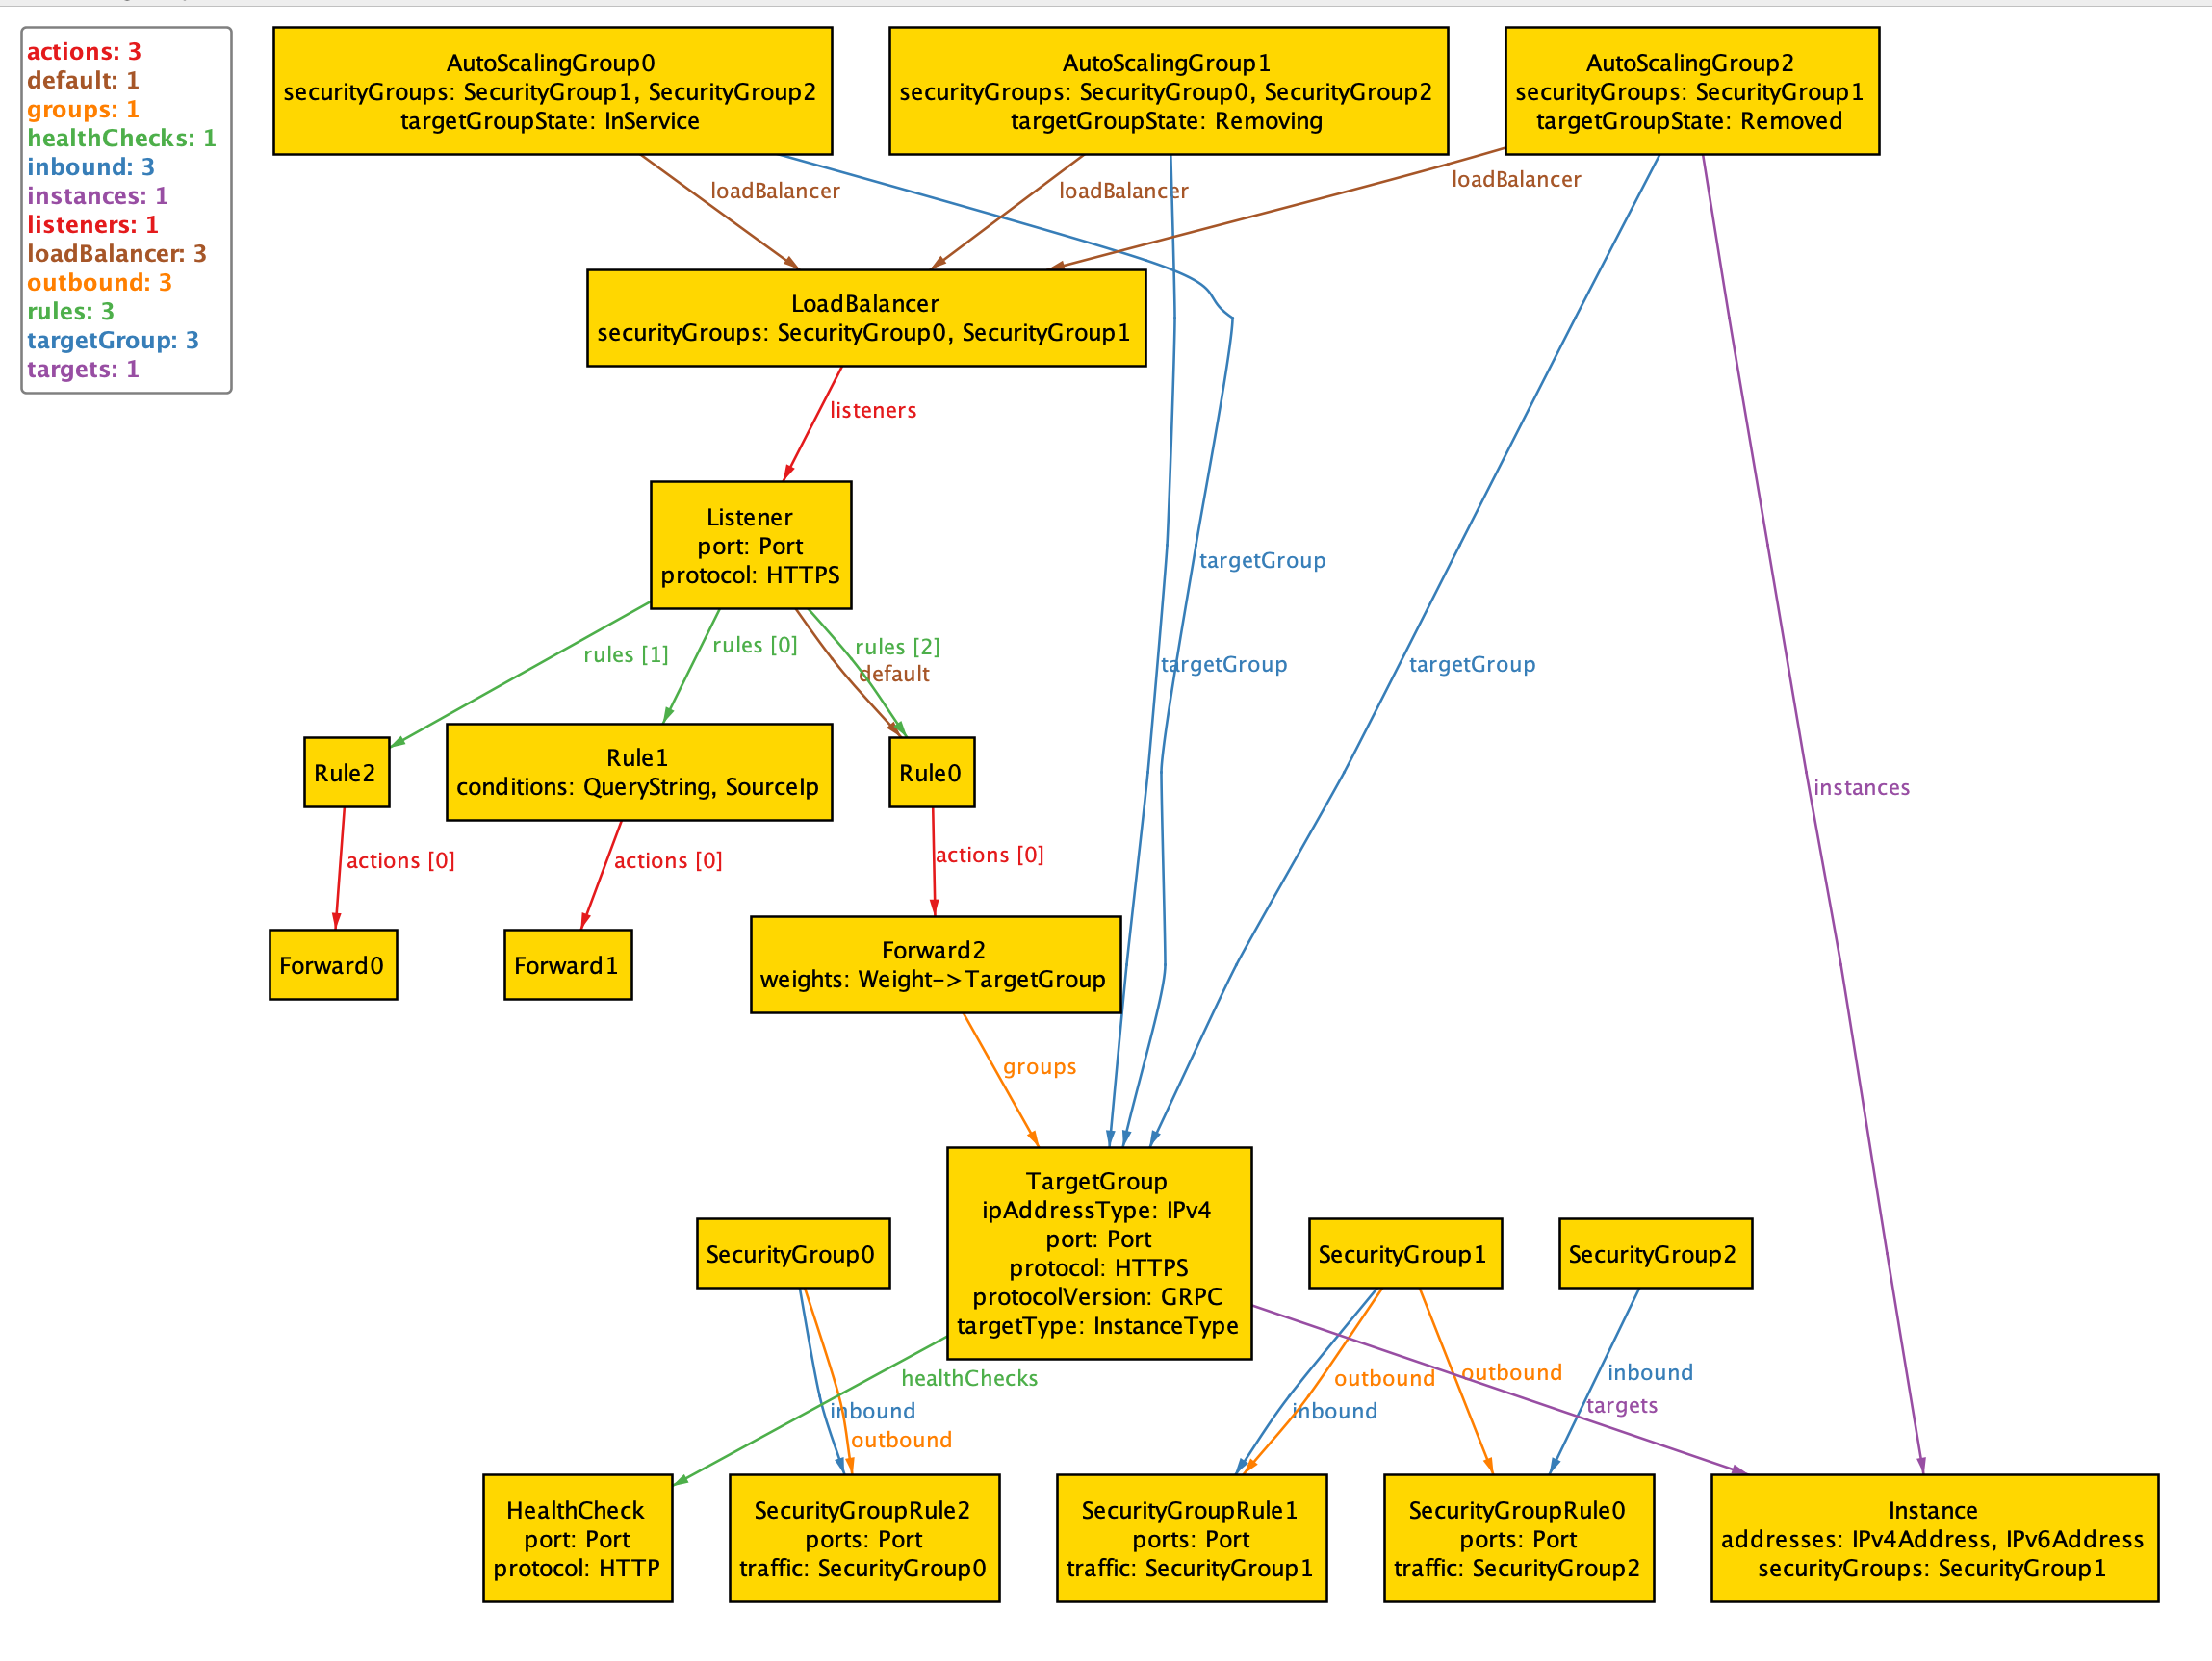 actions: 3
default: 1
groups: 1
healthChecks: 1
inbound: 3
instances: 1
listeners: 1
loadBalancer: 3
outbound: 3
rules: 3
targetGroup: 3
targets: 1
AutoScalingGroup0
securityGroups: SecurityGroup1, SecurityGroup2
targetGroupState: InService
AutoScalingGroup1
securityGroups: SecurityGroup0, SecurityGroup2
targetGroupState: Removing
AutoScalingGroup2
securityGroups: SecurityGroup1
targetGroupState: Removed
loadBalancer
loadBalancer
loadBalancer
LoadBalancer
securityGroups: SecurityGroup0, SecurityGroup1
listeners
Listener
port: Port
protocol: HTTPS
targetGroup
targetGroup
targetGroup
rules [1]
rules [0]
rules [2]
default
Rule2
Rule1
conditions: QueryString, SourceIp
Rule0
instances
actions [0]
actions [0]
actions [0]
Forward0
Forward1
Forward2
weights: Weight->TargetGroup
groups
TargetGroup
ipAddressType: IPv4
port: Port
protocol: HTTPS
protocolVersion: GRPC
targetType: InstanceType
SecurityGroup0
SecurityGroup1
SecurityGroup2
healthChecks
inbound
outbound
outbound
inbound
outbound
inbound
targets
HealthCheck
port: Port
protocol: HTTP
SecurityGroupRule2
ports: Port
traffic: SecurityGroup0
SecurityGroupRule1
ports: Port
traffic: SecurityGroup1
SecurityGroupRule0
ports: Port
traffic: SecurityGroup2
Instance
addresses: IPv4Address, IPv6Address
securityGroups: SecurityGroup1